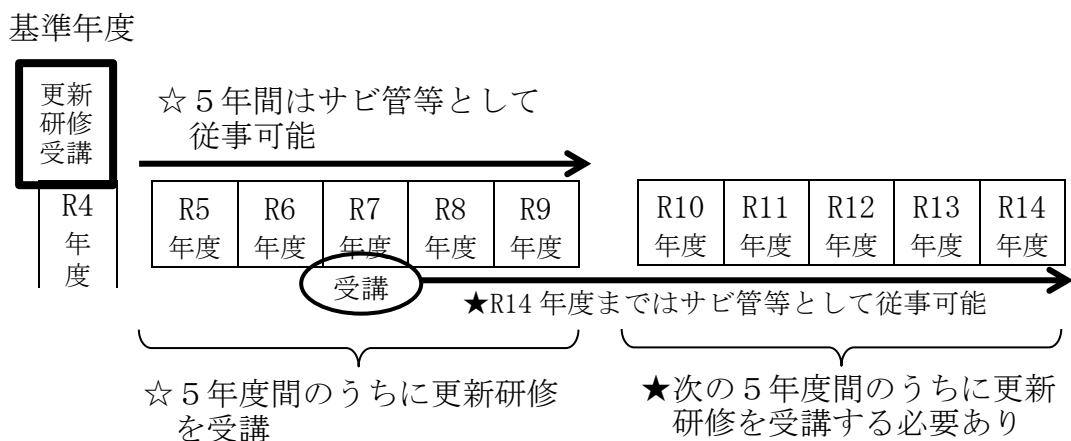 基準年度
更新
研修
受講
☆５年間はサビ管等として
従事可能
R4
年
度
R5
年度
R6
年度
R7
年度
R8
年度
R9
年度
R10
年度
R11
年度
R12
年度
R13
年度
R14
年度
受講
★R14 年度まではサビ管等として従事可能
☆５年度間のうちに更新研修
を受講
★次の５年度間のうちに更新
研修を受講する必要あり